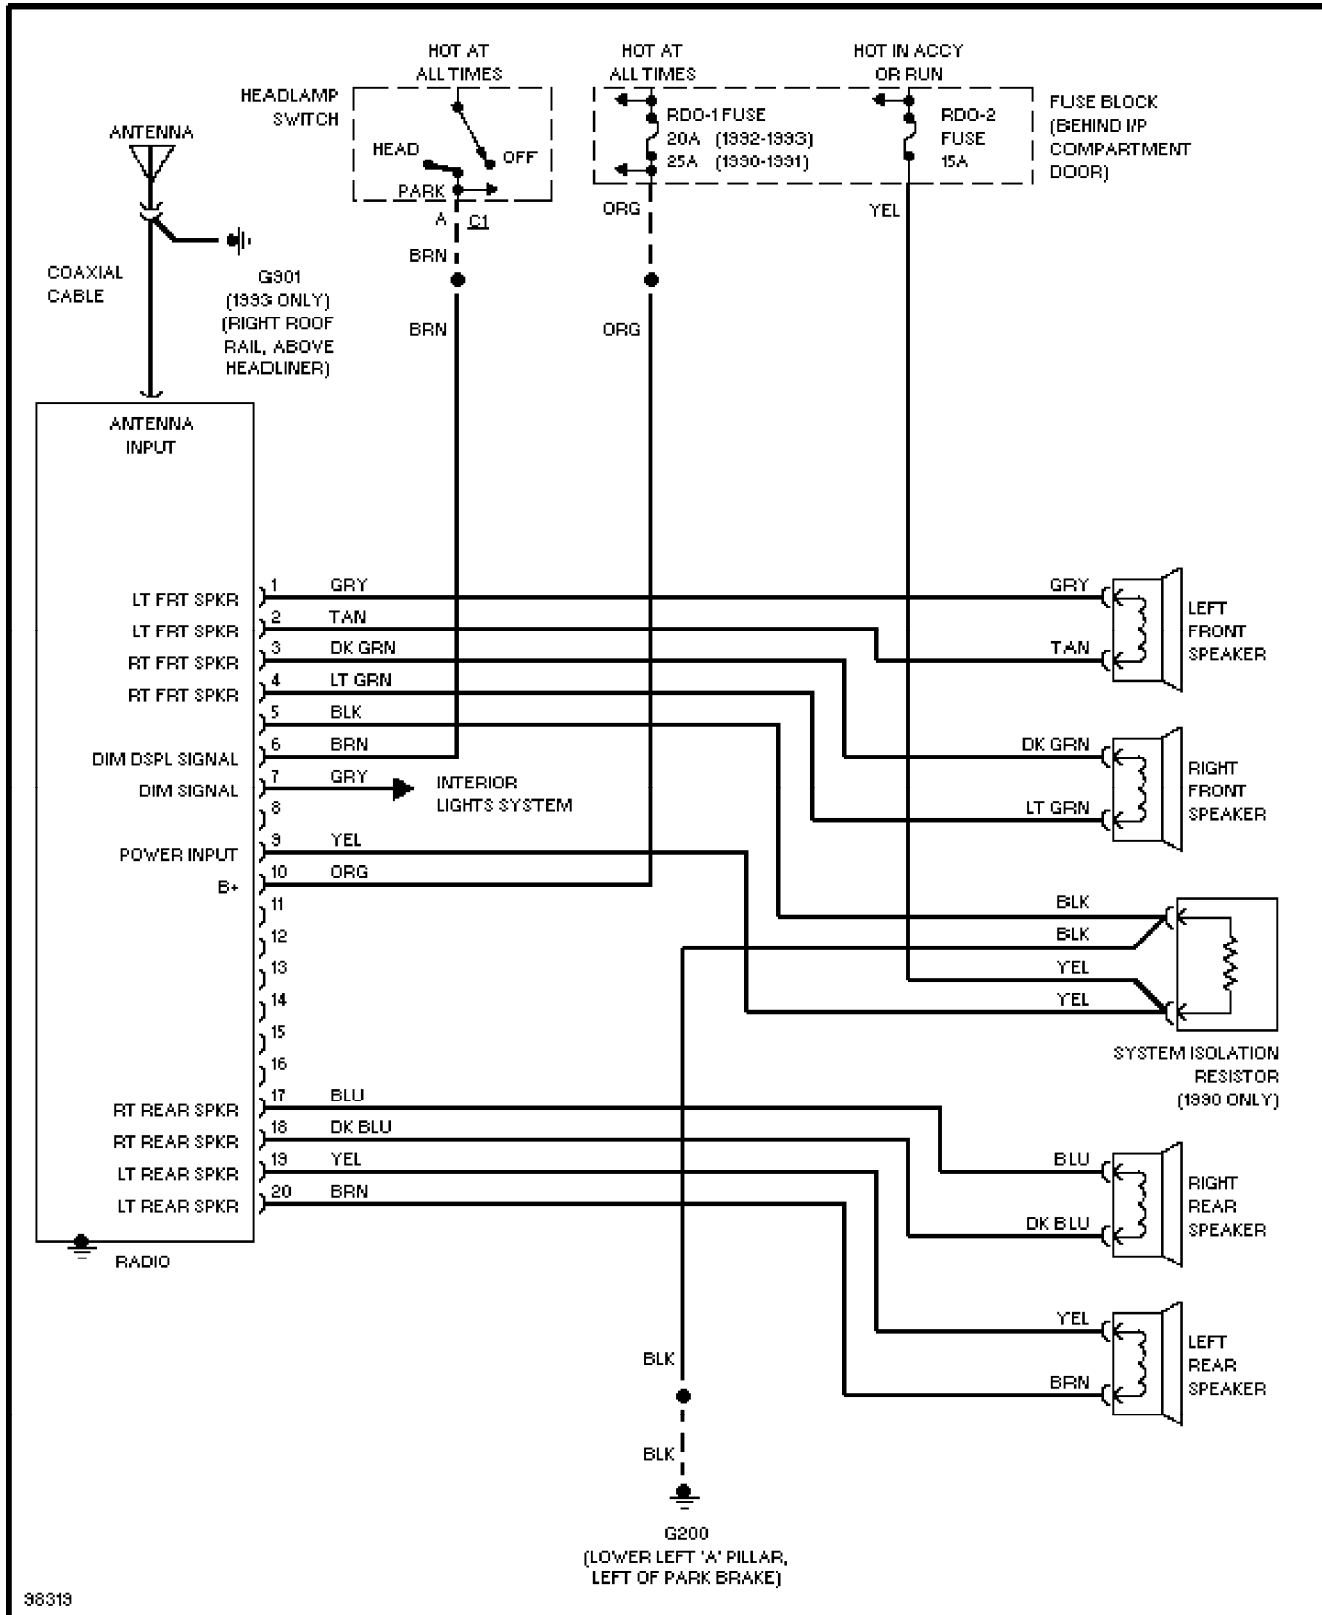 HOT AT
ALL TIMES
HOT AT
ALL TIMES
HOT IN ACCY
OR RUN
HEADLAMP
SWITCH
HEAD
OFF
PARK
A
C1
RDO-1 FUSE
20A (1992-1993)
25A (1990-1991)
RDO-2
FUSE
15A
FUSE BLOCK
(BEHIND I/P
COMPARTMENT
DOOR)
ANTENNA
COAXIAL
CABLE
G901
(1993 ONLY)
(RIGHT ROOF
RAIL, ABOVE
HEADLINER)
BRN
BRN
ORG
ORG
YEL
ANTENNA
INPUT
LT FRT SPKR 1 GRY
LT FRT SPKR 2 TAN
RT FRT SPKR 3 DK GRN
RT FRT SPKR 4 LT GRN
5 BLK
DIM DSPL SIGNAL 6 BRN
DIM SIGNAL 7 GRY
INTERIOR
LIGHTS SYSTEM
8
POWER INPUT 9 YEL
B+ 10 ORG
11
12
13
14
15
16
RT REAR SPKR 17 BLU
RT REAR SPKR 18 DK BLU
LT REAR SPKR 19 YEL
LT REAR SPKR 20 BRN
RADIO
GRY
TAN
LEFT
FRONT
SPEAKER
DK GRN
LT GRN
RIGHT
FRONT
SPEAKER
BLK
BLK
YEL
YEL
SYSTEM ISOLATION
RESISTOR
(1990 ONLY)
BLU
DK BLU
RIGHT
REAR
SPEAKER
YEL
BRN
LEFT
REAR
SPEAKER
BLK
BLK
G200
(LOWER LEFT 'A' PILLAR,
LEFT OF PARK BRAKE)
98319